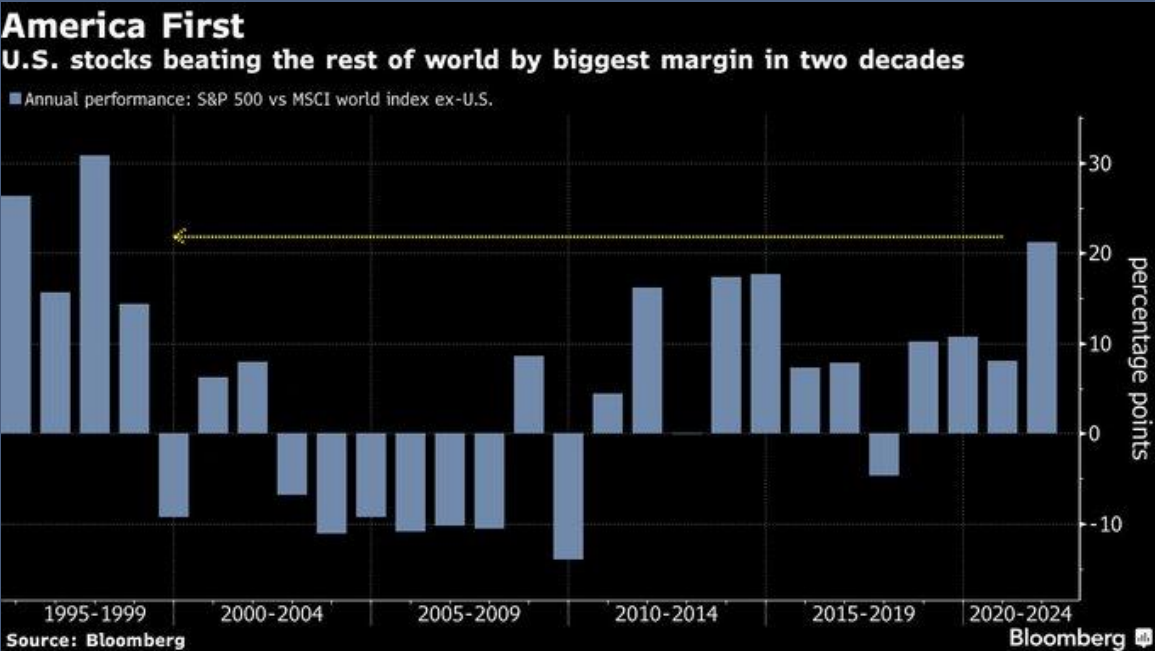 America First
U.S. stocks beating the rest of world by biggest margin in two decades
Annual performance: S&P 500 vs MSCI world index ex-U.S.
30
20
10
0
-10
percentage points
1995-1999 2000-2004 2005-2009 2010-2014 2015-2019 2020-2024
Source: Bloomberg
Bloomberg